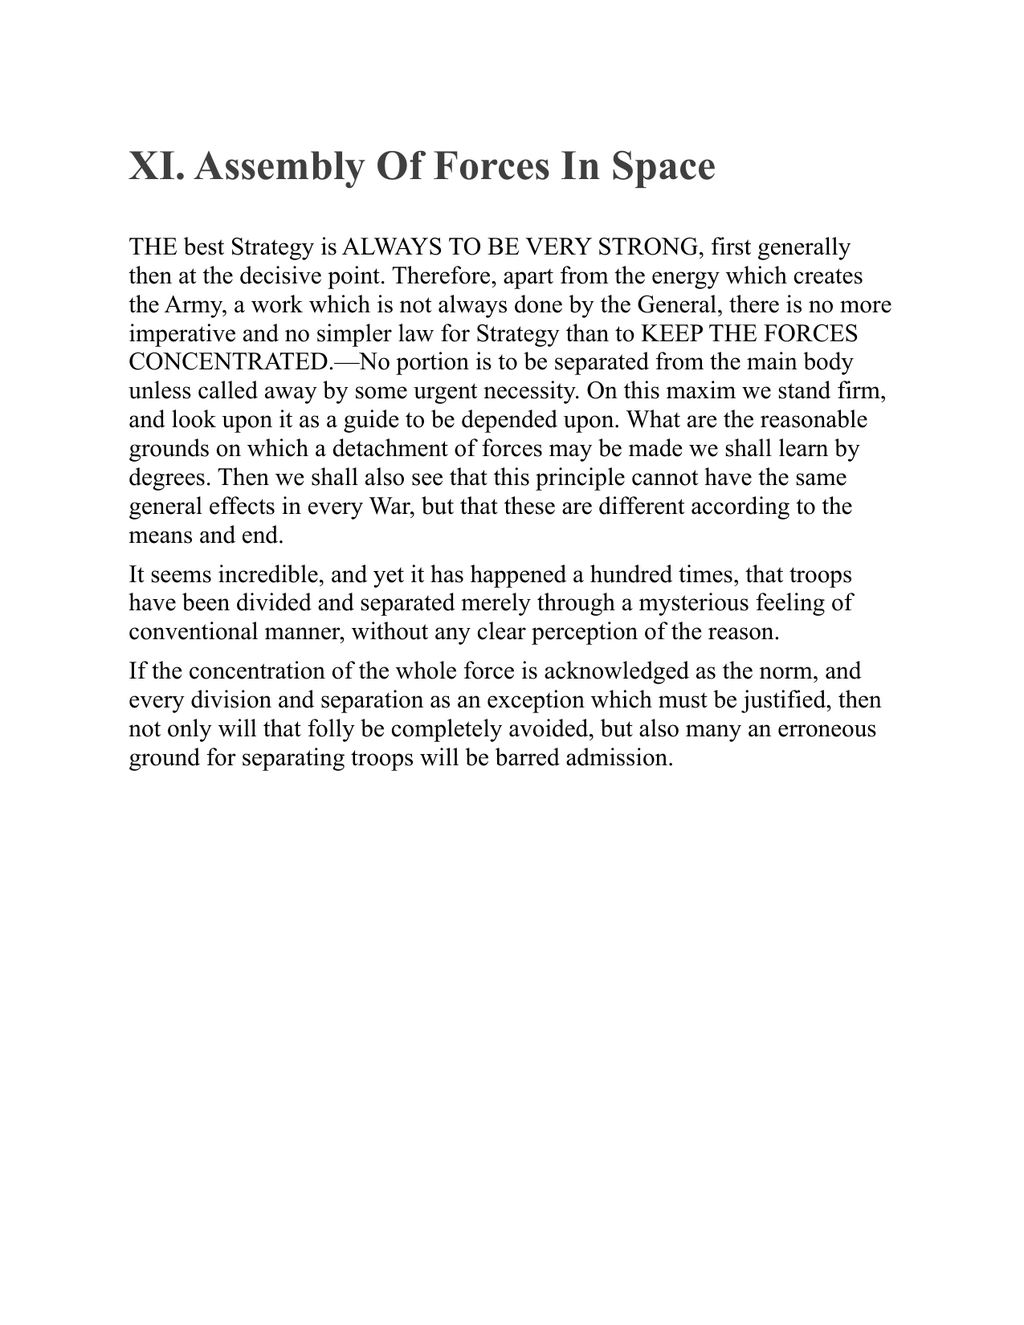 XI. Assembly Of Forces In Space
THE best Strategy is ALWAYS TO BE VERY STRONG, first generally
then at the decisive point. Therefore, apart from the energy which creates
the Army, a work which is not always done by the General, there is no more
imperative and no simpler law for Strategy than to KEEP THE FORCES
CONCENTRATED.—No portion is to be separated from the main body
unless called away by some urgent necessity. On this maxim we stand firm,
and look upon it as a guide to be depended upon. What are the reasonable
grounds on which a detachment of forces may be made we shall learn by
degrees. Then we shall also see that this principle cannot have the same
general effects in every War, but that these are different according to the
means and end.
It seems incredible, and yet it has happened a hundred times, that troops
have been divided and separated merely through a mysterious feeling of
conventional manner, without any clear perception of the reason.
If the concentration of the whole force is acknowledged as the norm, and
every division and separation as an exception which must be justified, then
not only will that folly be completely avoided, but also many an erroneous
ground for separating troops will be barred admission.